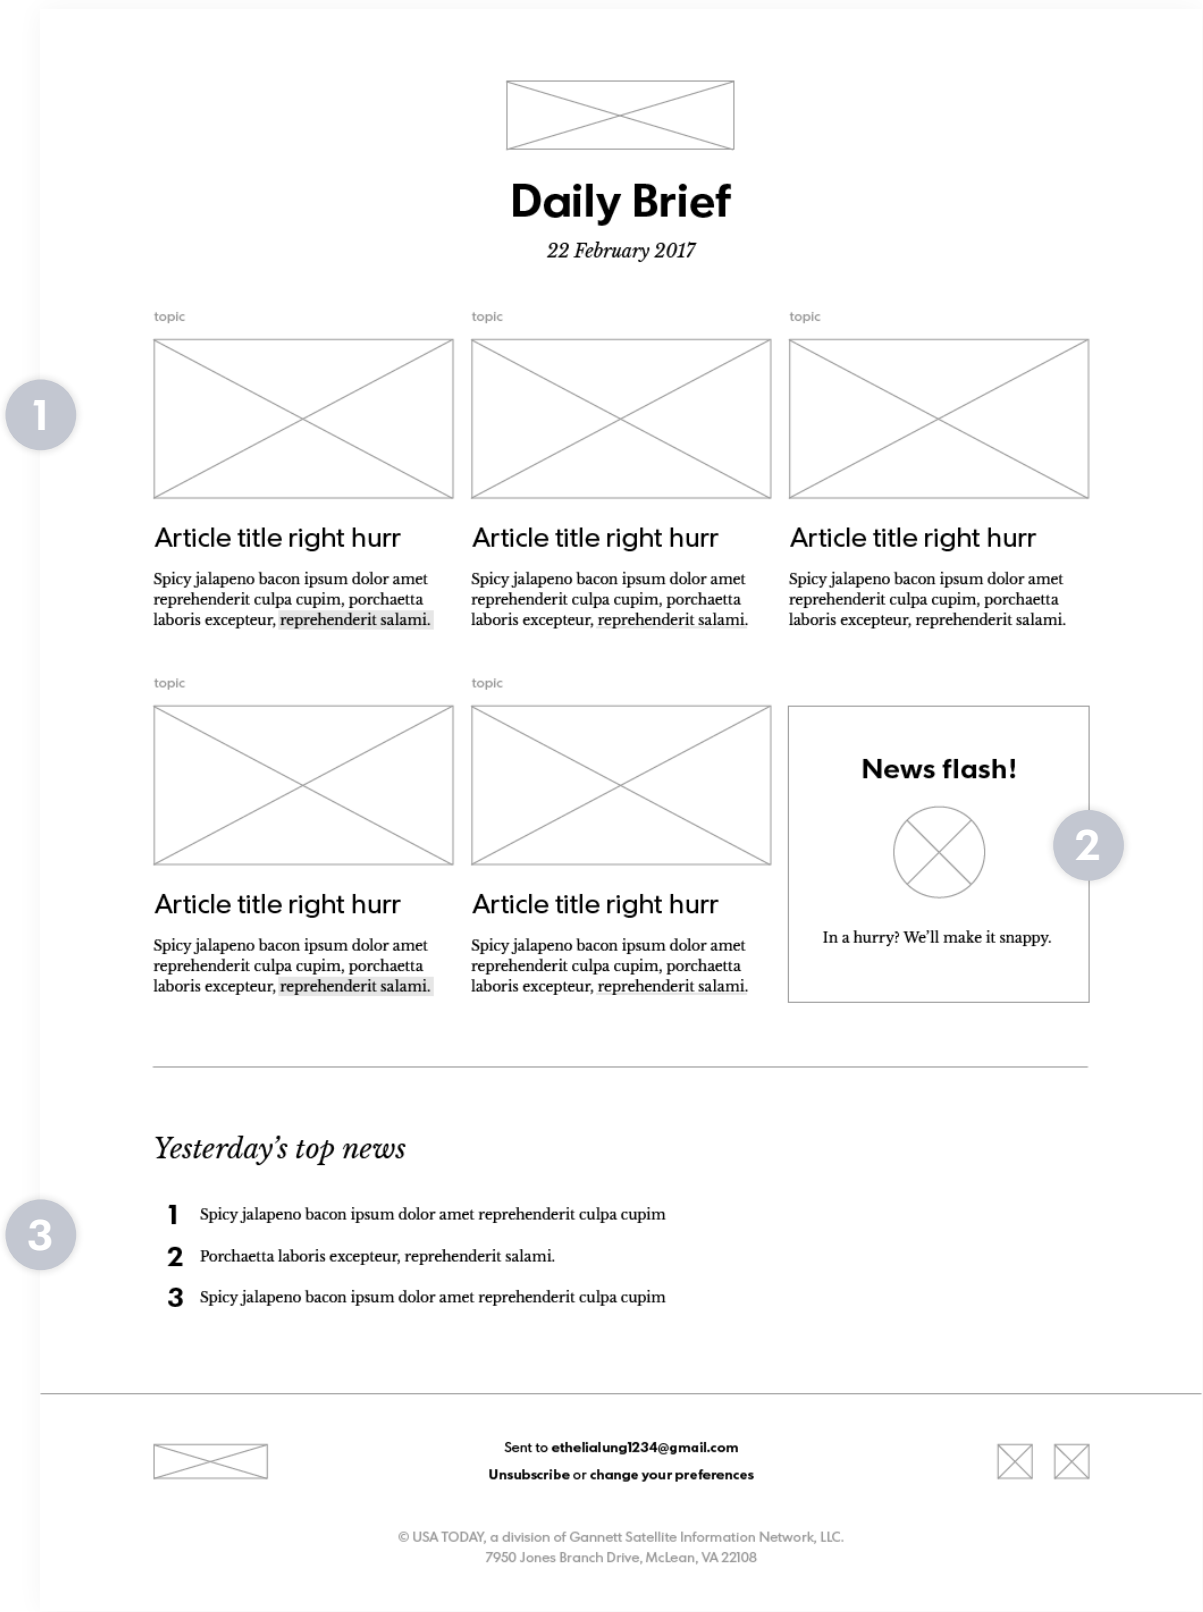 Daily Brief
22 February 2017
topic
topic
topic
1
Article title right hurr
Spicy jalapeno bacon ipsum dolor amet
reprehenderit culpa cupim, porchaetta
laboris excepteur, reprehenderit salami.
Article title right hurr
Spicy jalapeno bacon ipsum dolor amet
reprehenderit culpa cupim, porchaetta
laboris excepteur, reprehenderit salami.
Article title right hurr
Spicy jalapeno bacon ipsum dolor amet
reprehenderit culpa cupim, porchaetta
laboris excepteur, reprehenderit salami.
topic
topic
Article title right hurr
Spicy jalapeno bacon ipsum dolor amet
reprehenderit culpa cupim, porchaetta
laboris excepteur, reprehenderit salami.
Article title right hurr
Spicy jalapeno bacon ipsum dolor amet
reprehenderit culpa cupim, porchaetta
laboris excepteur, reprehenderit salami.
News flash!
2
In a hurry? We’ll make it snappy.
Yesterday’s top news
3
1 Spicy jalapeno bacon ipsum dolor amet reprehenderit culpa cupim
2 Porchaetta laboris excepteur, reprehenderit salami.
3 Spicy jalapeno bacon ipsum dolor amet reprehenderit culpa cupim
Sent to ethelialung1234@gmail.com
Unsubscribe or change your preferences
© USA TODAY, a division of Gannett Satellite Information Network, LLC.
7950 Jones Branch Drive, McLean, VA 22108